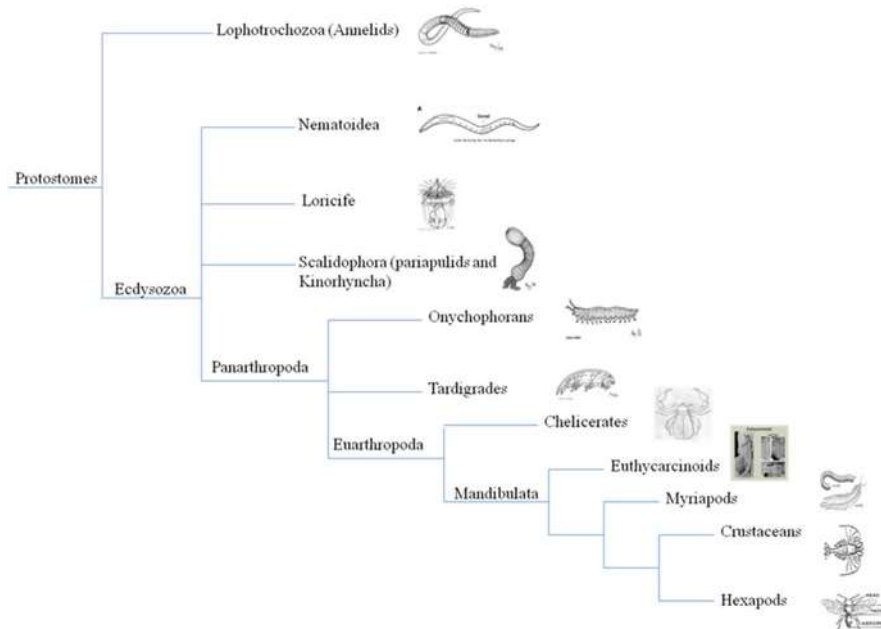 Lophotrochozoa (Annelids)
A
Nematoidea
Protostomes
Loricife
Scalidophora (pariapulids and
Kinorhyncha)
Ecdysozoa
Onychophorans
Panarthropoda
Tardigrades
Chelicerates
Euarthropoda
Euthycarcinoids
Mandibulata
Myriapods
Crustaceans
Hexapods